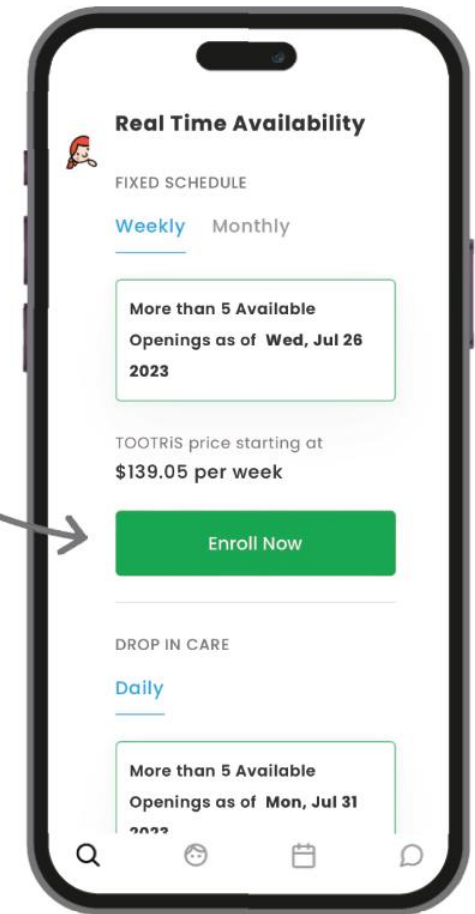 Real Time Availability
FIXED SCHEDULE
Weekly Monthly
More than 5 Available
Openings as of Wed, Jul 26
2023
TOOTRiS price starting at
$139.05 per week
Enroll Now
DROP IN CARE
Daily
More than 5 Available
Openings as of Mon, Jul 31
2023